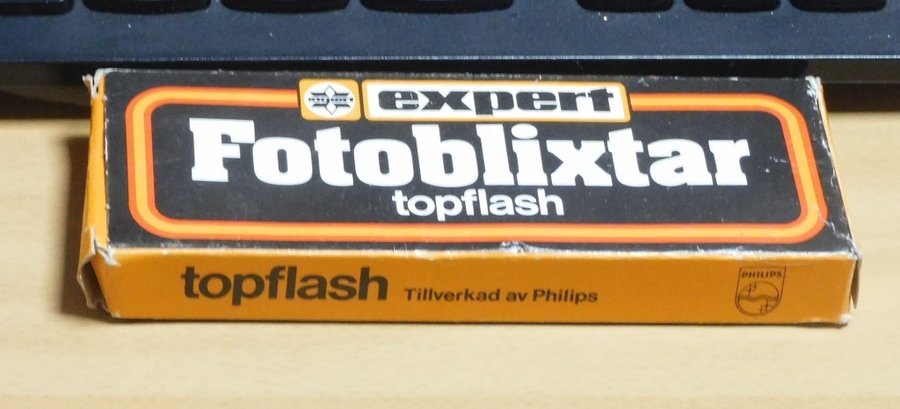 expert
Fotoblixtar
topflash
topflash Tillverkad av Philips
PHILIPS